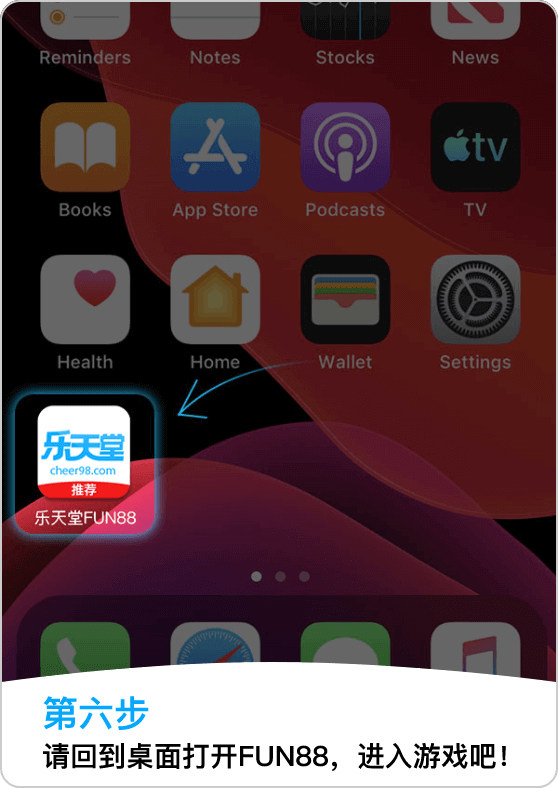 Reminders
Notes
Stocks
News
Books
App Store
Podcasts
tv
TV
Health
Home
Wallet
Settings
乐天堂
cheer98.com
推荐
乐天堂FUN88
第六步
请回到桌面打开FUN88，进入游戏吧！